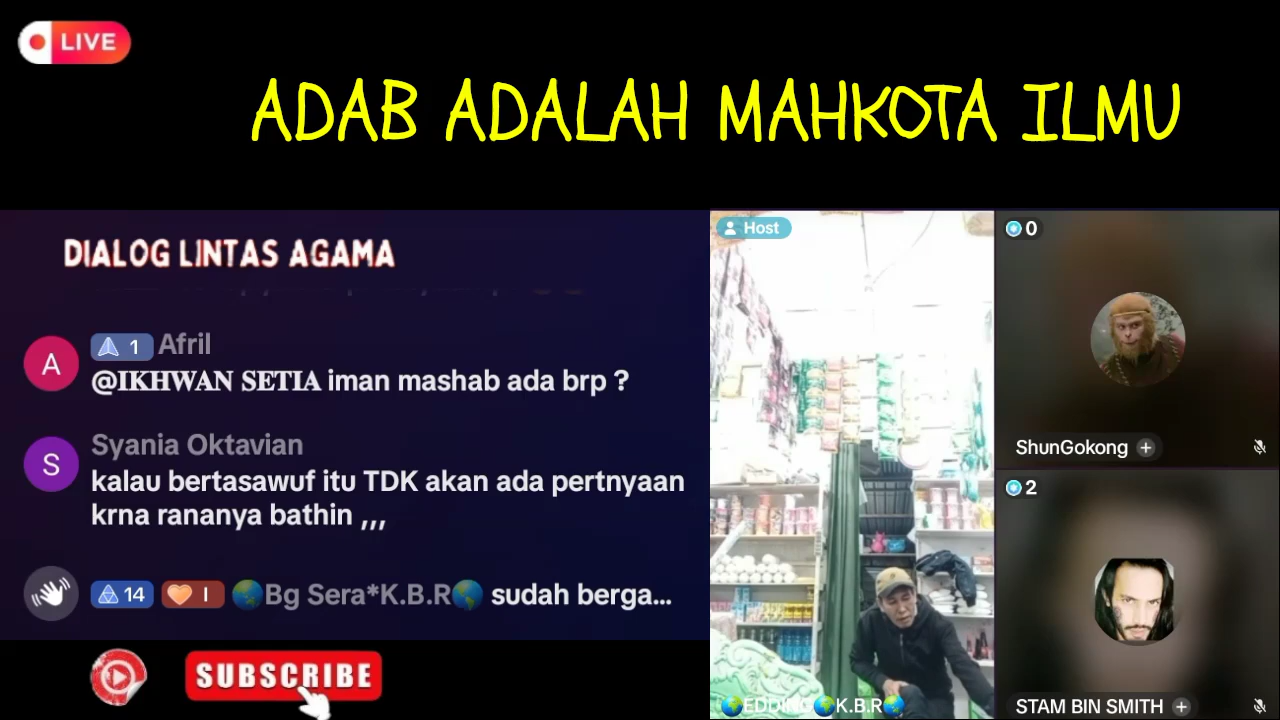 LIVE
ADAB ADALAH MAHKOTA ILMU
DIALOG LINTAS AGAMA
A
1 Afril
@IKHWAN SETIA iman mashab ada brp ?
S
Syania Oktavian
kalau bertasawuf itu TDK akan ada pertnyaan
krna rananya bathin ,,,
14 I 🌏Bg Sera*K.B.R🌏 sudah berga...
SUBSCRIBE
Host
🌏K.B.R🌏
0
ShunGokong +
2
STAM BIN SMITH +